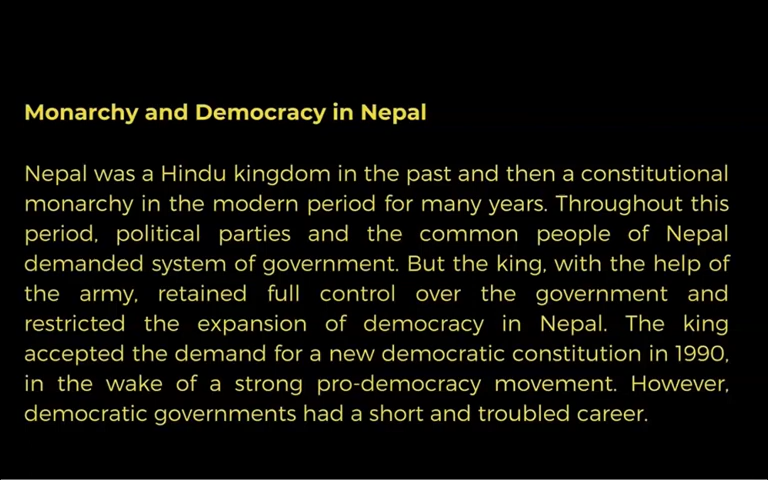 Monarchy and Democracy in Nepal
Nepal was a Hindu kingdom in the past and then a constitutional
monarchy in the modern period for many years. Throughout this
period, political parties and the common people of Nepal
demanded system of government. But the king, with the help of
the army, retained full control over the government and
restricted the expansion of democracy in Nepal. The king
accepted the demand for a new democratic constitution in 1990,
in the wake of a strong pro-democracy movement. However,
democratic governments had a short and troubled career.